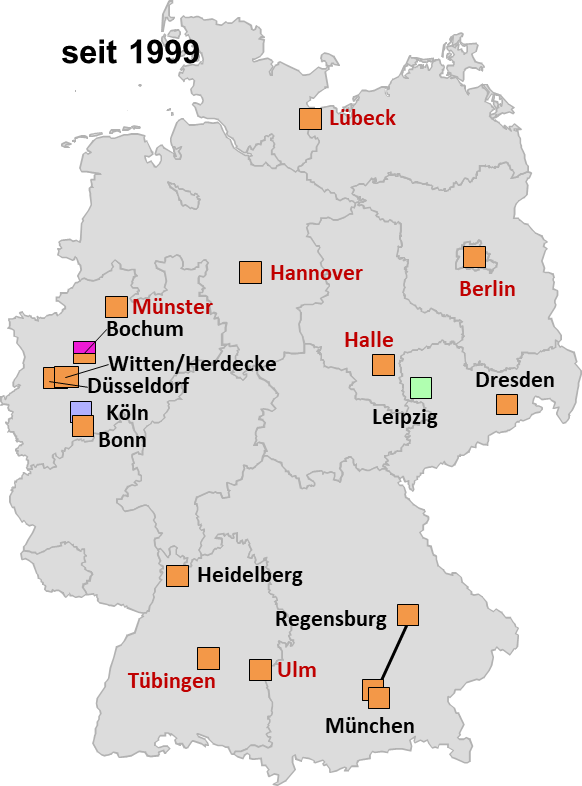 seit 1999
Lübeck
Hannover
Berlin
Münster
Bochum
Halle
Witten/Herdecke
Düsseldorf
Dresden
Köln
Leipzig
Bonn
Heidelberg
Regensburg
Tübingen
Ulm
München